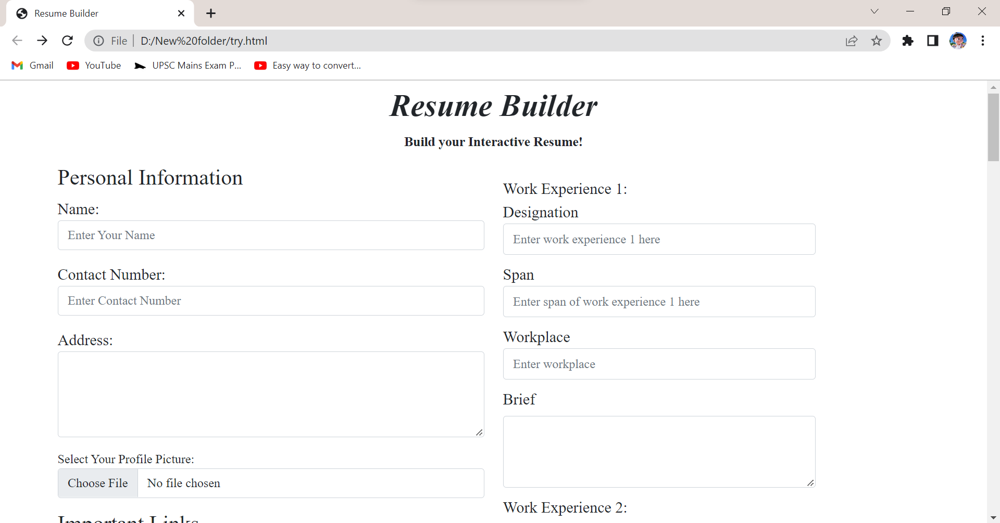 Resume Builder
File
D:/New%20folder/try.html
Gmail
YouTube
UPSC Mains Exam P...
Easy way to convert...
Resume Builder
Build your Interactive Resume!
Personal Information
Name:
Enter Your Name
Contact Number:
Enter Contact Number
Address:
Select Your Profile Picture:
Choose File No file chosen
Important Links
Work Experience 1:
Designation
Enter work experience 1 here
Span
Enter span of work experience 1 here
Workplace
Enter workplace
Brief
Work Experience 2: